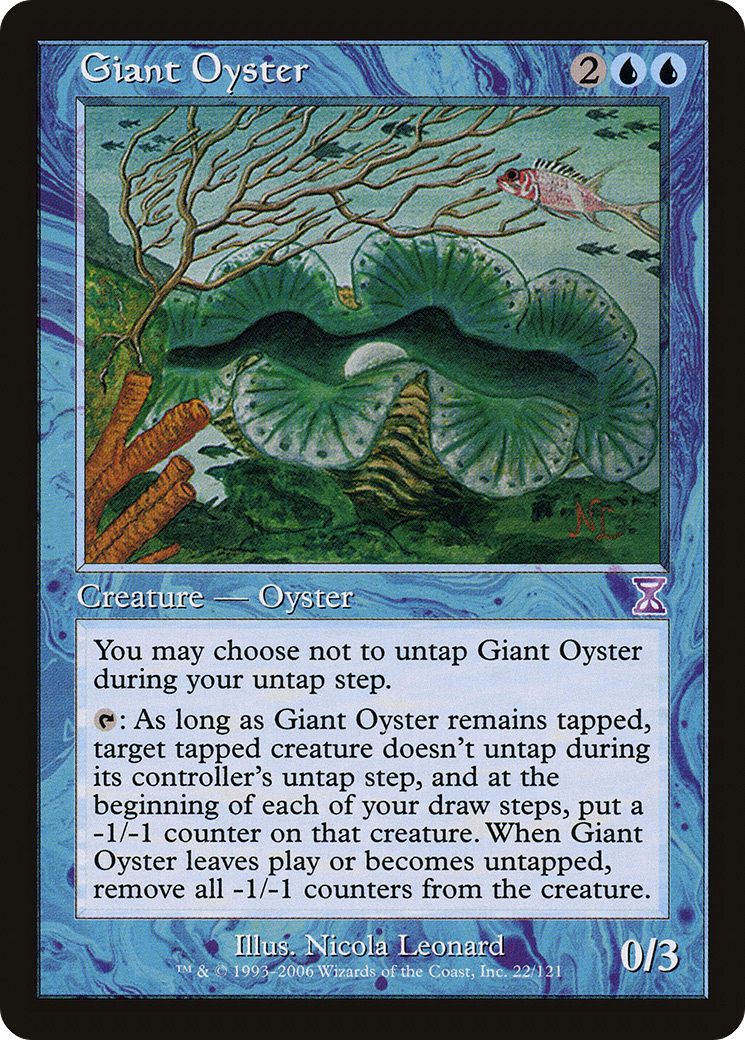 Giant Oyster 2
NL
Creature — Oyster
You may choose not to untap Giant Oyster
during your untap step.
: As long as Giant Oyster remains tapped,
target tapped creature doesn't untap during
its controller's untap step, and at the
beginning of each of your draw steps, put a
-1/-1 counter on that creature. When Giant
Oyster leaves play or becomes untapped,
remove all -1/-1 counters from the creature.
Illus. Nicola Leonard
™ & © 1993-2006 Wizards of the Coast, Inc. 22/121
0/3